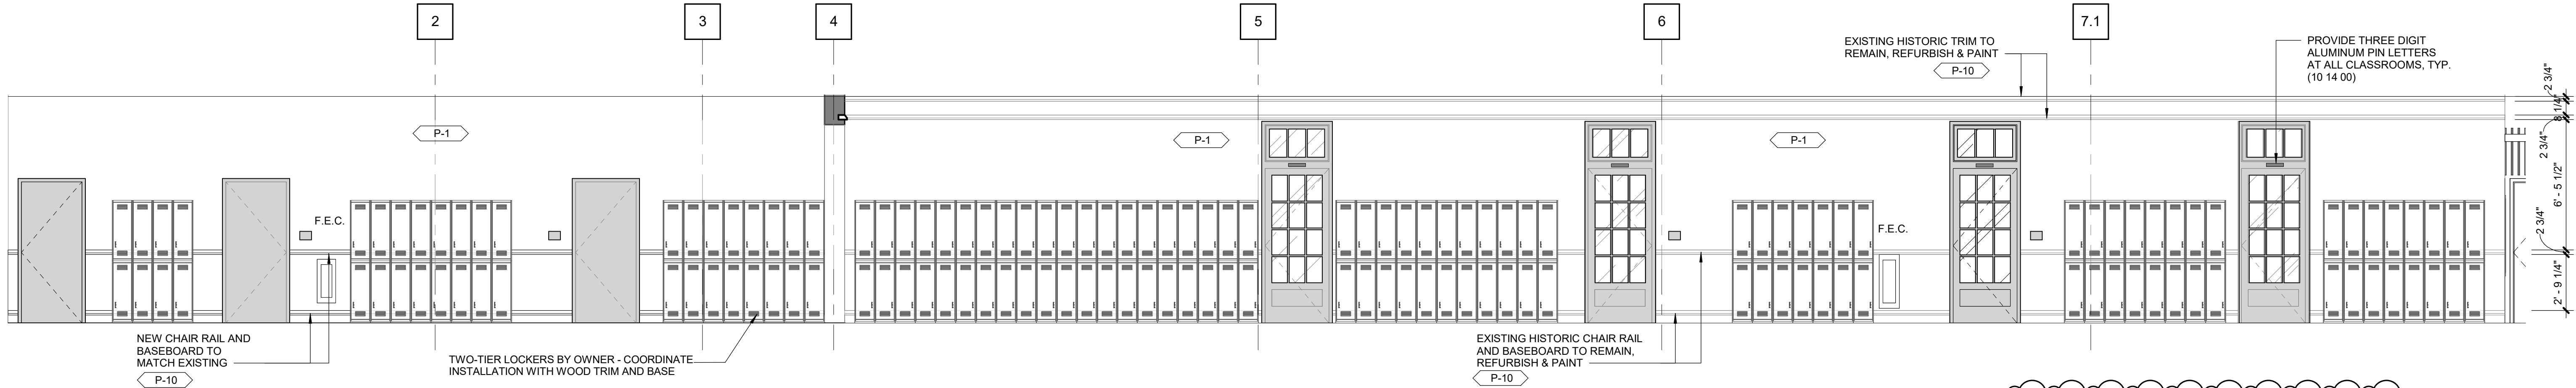 2
3
4
5
6
7.1
EXISTING HISTORIC TRIM TO
REMAIN, REFURBISH & PAINT
P-10
PROVIDE THREE DIGIT
ALUMINUM PIN LETTERS
AT ALL CLASSROOMS, TYP.
(10 14 00)
P-1
P-1
P-1
F.E.C.
F.E.C.
2 3/4"
8 1/4"
2 3/4"
6' - 5 1/2"
2 3/4"
2' - 9 1/4"
NEW CHAIR RAIL AND
BASEBOARD TO
MATCH EXISTING
P-10
TWO-TIER LOCKERS BY OWNER - COORDINATE
INSTALLATION WITH WOOD TRIM AND BASE
EXISTING HISTORIC CHAIR RAIL
AND BASEBOARD TO REMAIN,
REFURBISH & PAINT
P-10